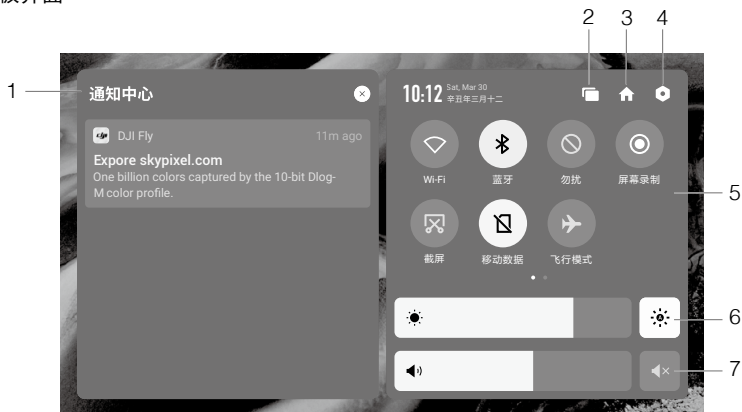 2 3 4
1
通知中心
10:12 Sat, Mar 30
辛丑年三月十二
DJI Fly 11m ago
Expore skypixel.com
One billion colors captured by the 10-bit Dlog-
M color profile.
Wi-Fi 蓝牙 勿扰 屏幕录制
5
截屏 移动数据 飞行模式
6
7